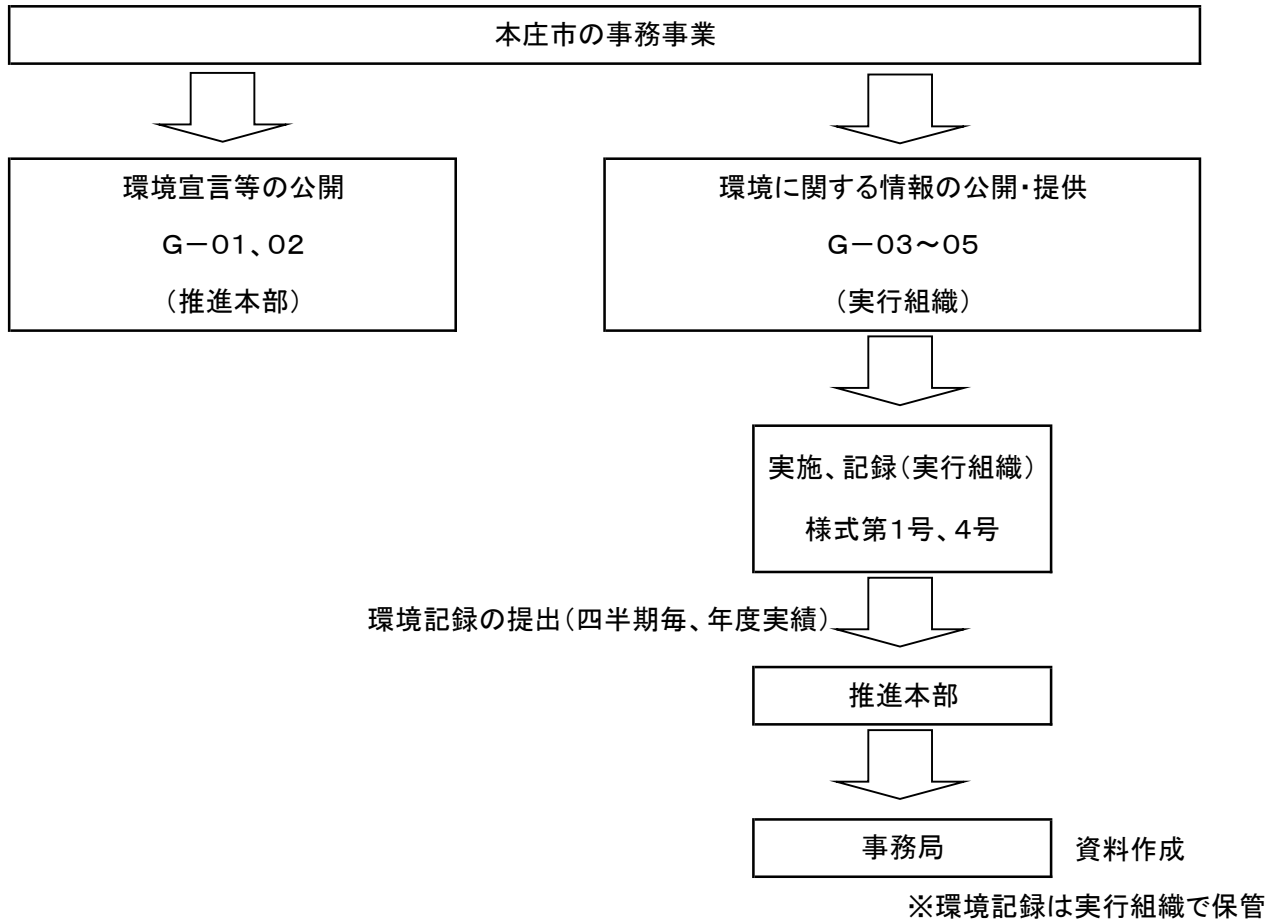 本庄市の事務事業
環境宣言等の公開
G－01、02
（推進本部）
環境に関する情報の公開・提供
G－03～05
（実行組織）
実施、記録（実行組織）
様式第1号、4号
環境記録の提出（四半期毎、年度実績）
推進本部
事務局
資料作成
※環境記録は実行組織で保管